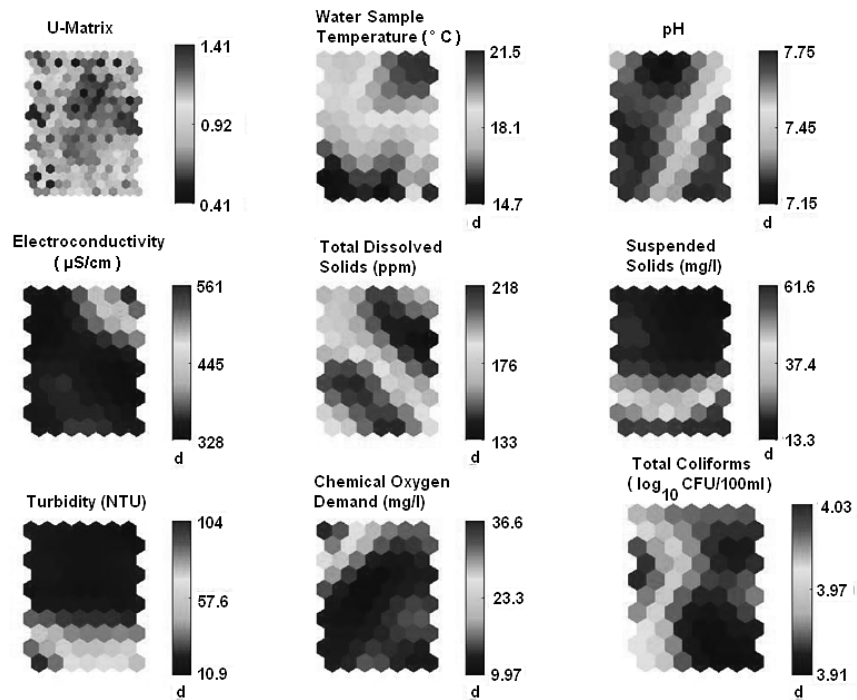 U-Matrix
1.41
0.92
0.41
Water Sample
Temperature ( ° C )
21.5
18.1
14.7
d
pH
7.75
7.45
7.15
d
Electroconductivity
( µS/cm )
561
445
328
d
Total Dissolved
Solids (ppm)
218
176
133
d
Suspended
Solids (mg/l)
61.6
37.4
13.3
d
Turbidity (NTU)
104
57.6
10.9
d
Chemical Oxygen
Demand (mg/l)
36.6
23.3
9.97
d
Total Coliforms
( log10 CFU/100ml)
4.03
3.97
3.91
d